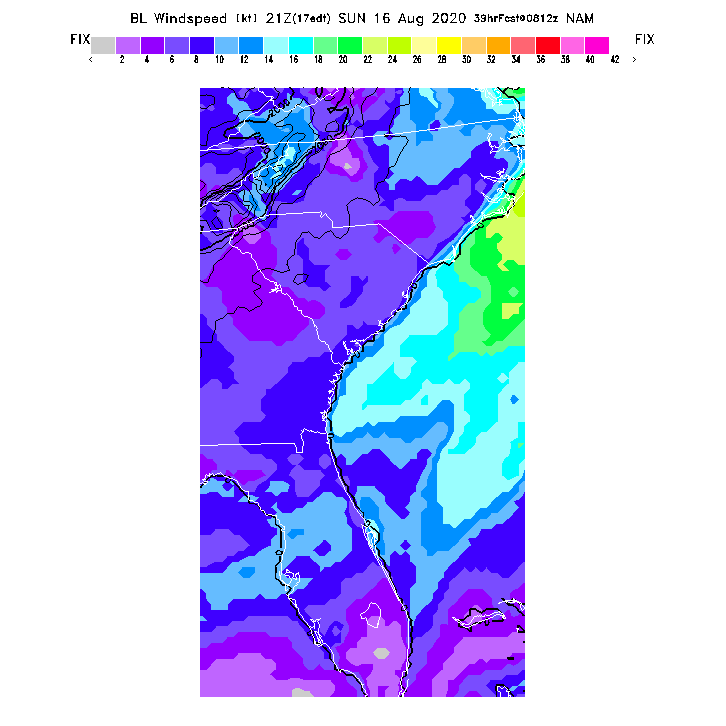 BL Windspeed [kt] 21Z(17edt) SUN 16 Aug 2020 39hrFcst@0812z NAM
FIX FIX
< 2 4 6 8 10 12 14 16 18 20 22 24 26 28 30 32 34 36 38 40 42 >